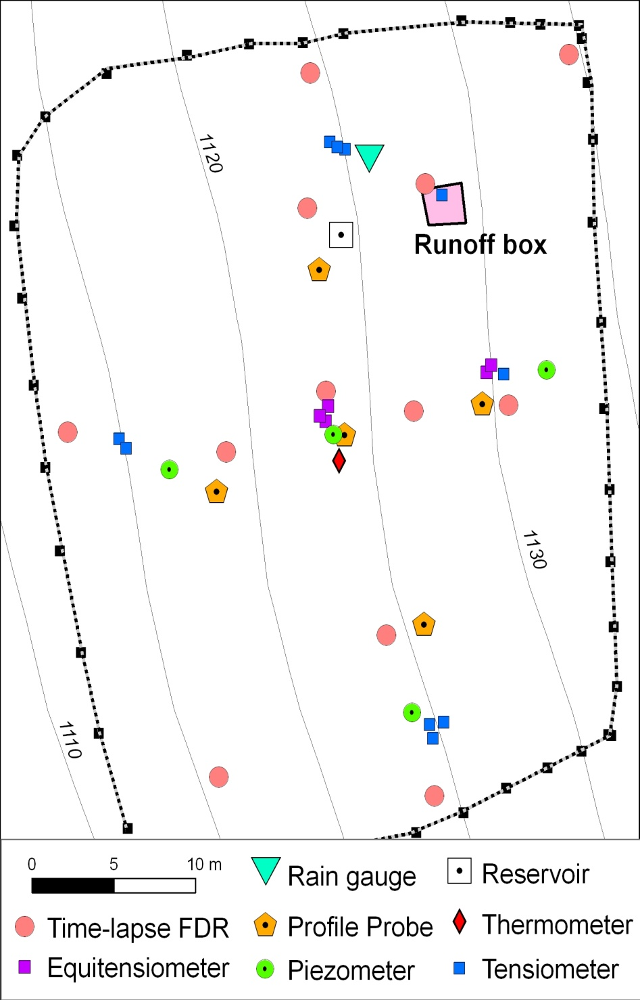 1120
Runoff box
1130
1110
0 5 10 m
Rain gauge
Reservoir
Time-lapse FDR
Profile Probe
Thermometer
Equitensiometer
Piezometer
Tensiometer